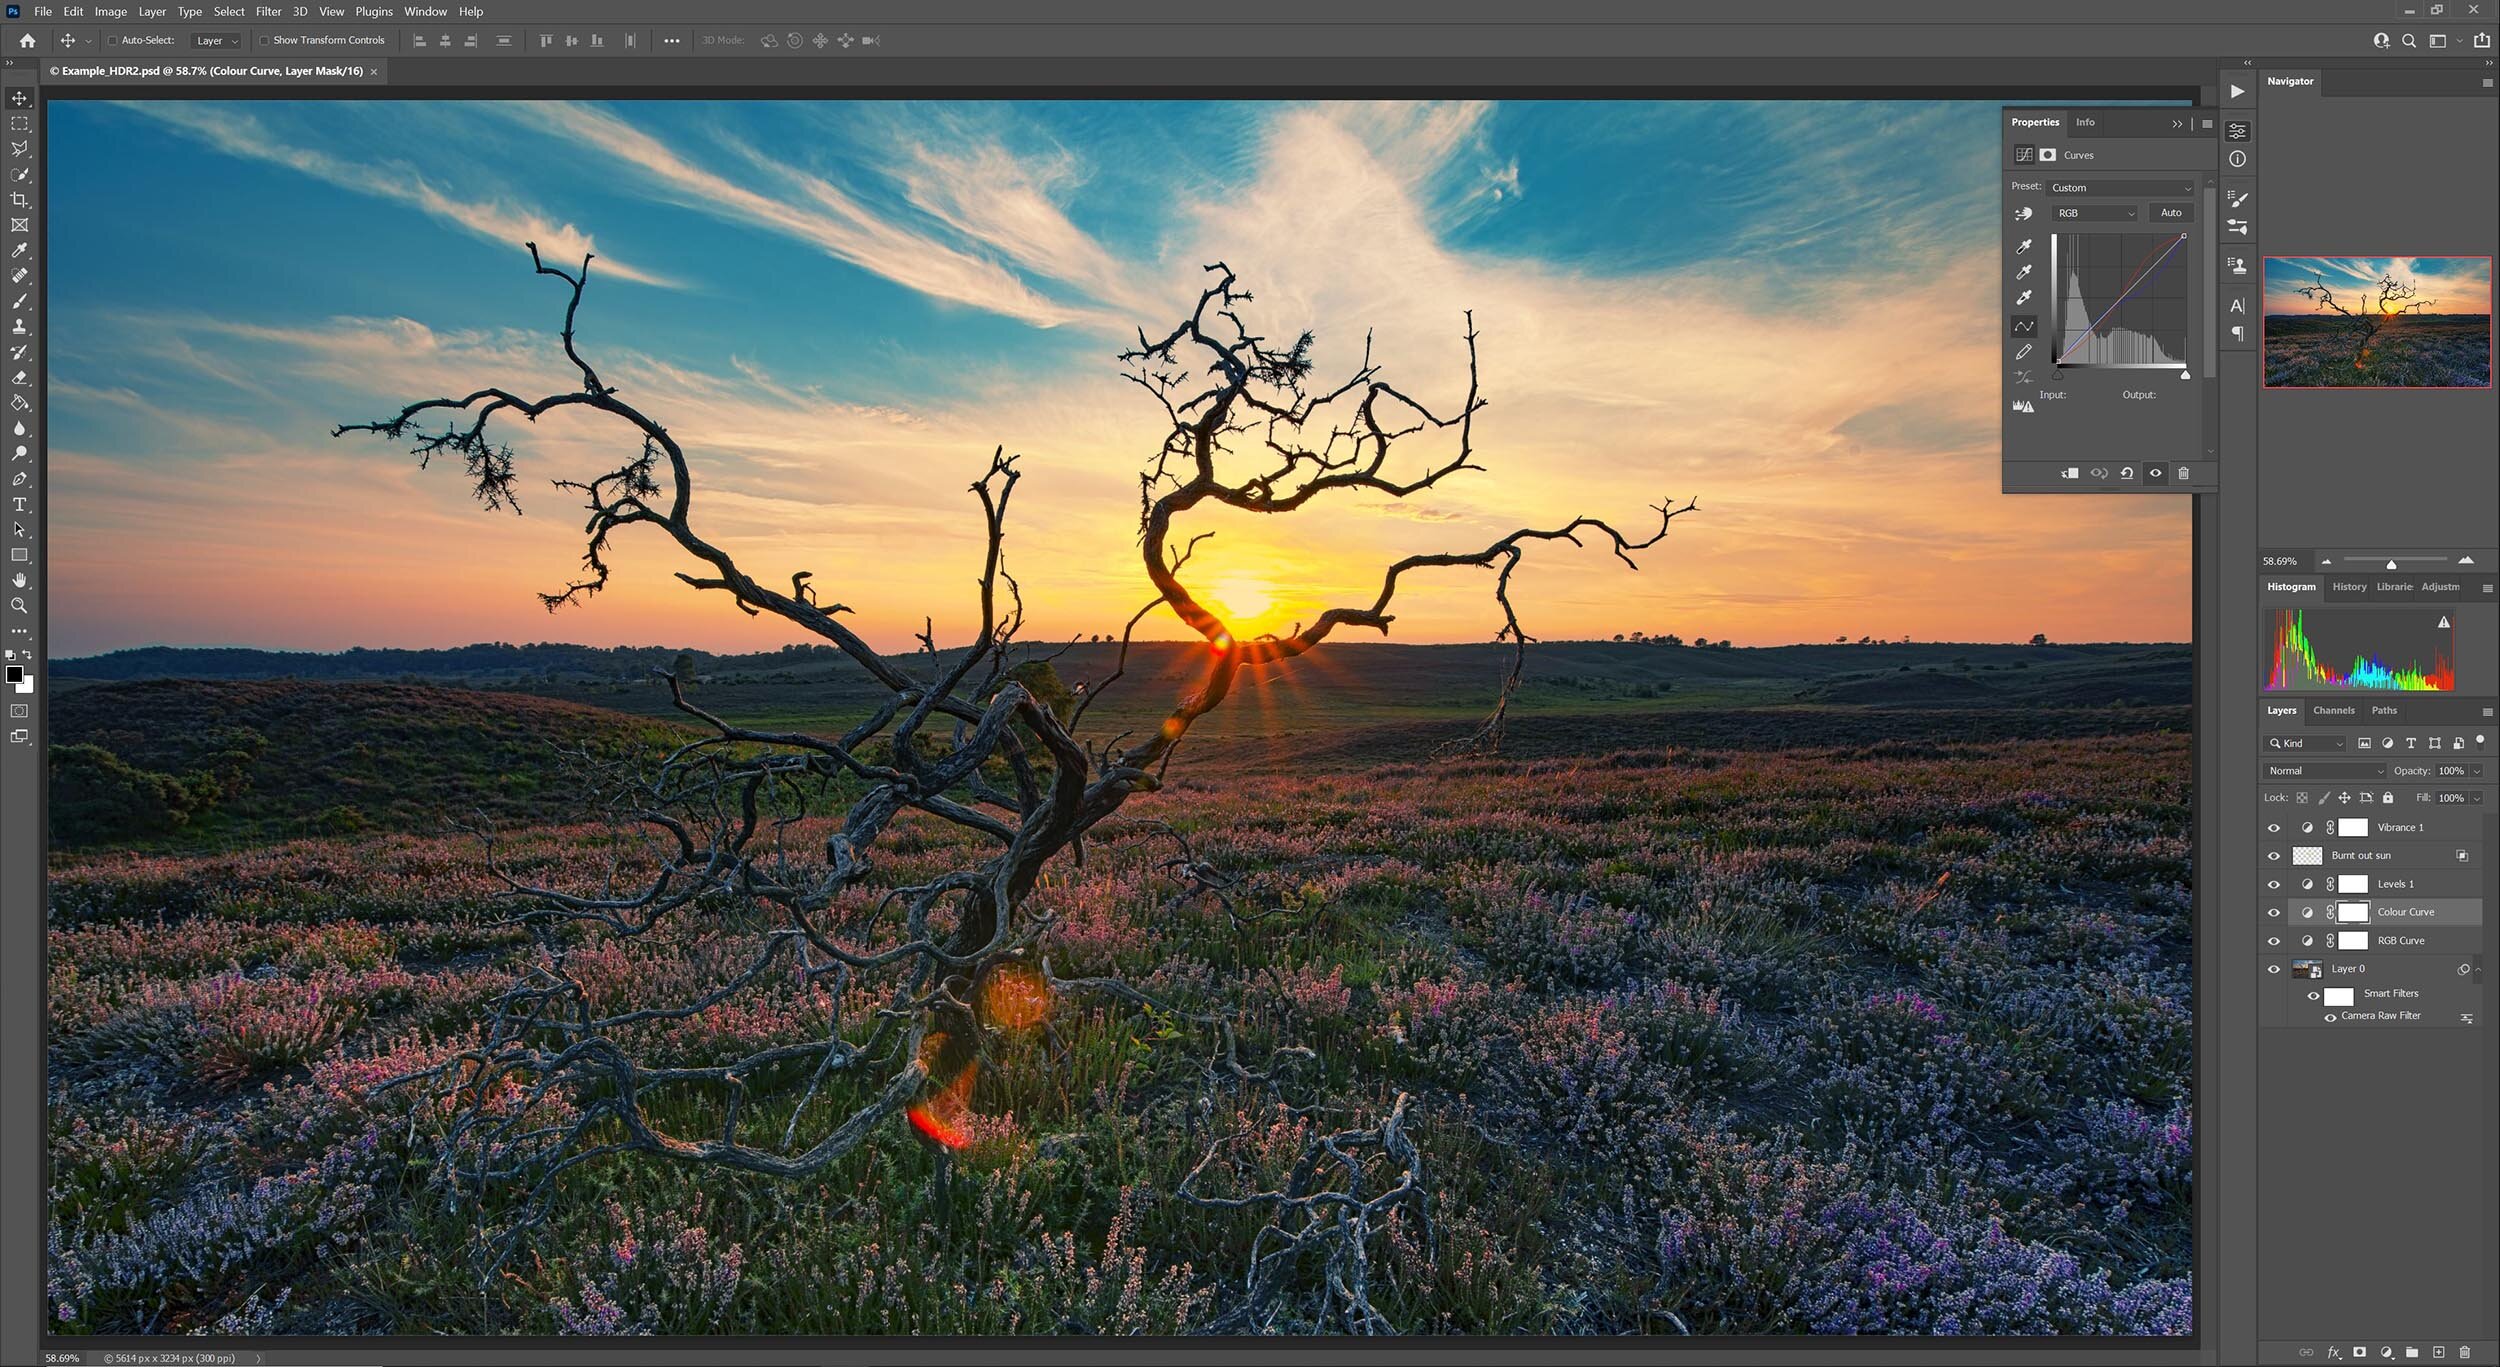 Ps File Edit Image Layer Type Select Filter 3D View Plugins Window Help
Auto-Select: Layer Show Transform Controls 3D Mode:
© Example_HDR2.psd @ 58.7% (Colour Curve, Layer Mask/16) ×
Navigator
Properties Info
Curves
Preset: Custom
RGB Auto
Input: Output:
58.69%
Histogram History Librarie Adjustm
Layers Channels Paths
Kind
Normal Opacity: 100%
Lock: Fill: 100%
Vibrance 1
Burnt out sun
Levels 1
Colour Curve
RGB Curve
Layer 0
Smart Filters
Camera Raw Filter
fx
58.69% © 5614 px x 3234 px (300 ppi)